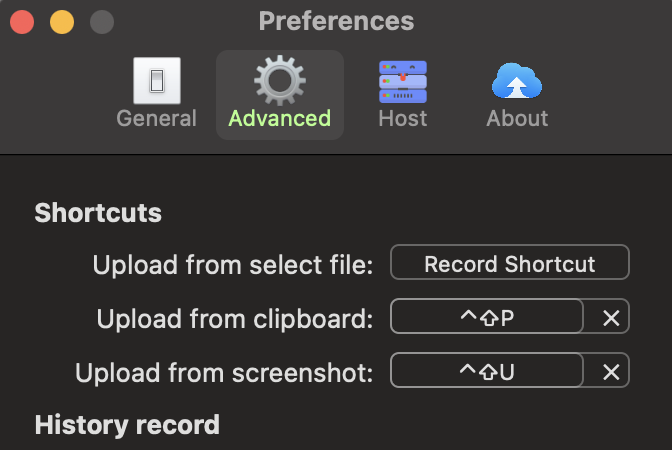 Preferences
General Advanced Host About
Shortcuts
Upload from select file: Record Shortcut
Upload from clipboard: ^⇧P ×
Upload from screenshot: ^⇧U ×
History record